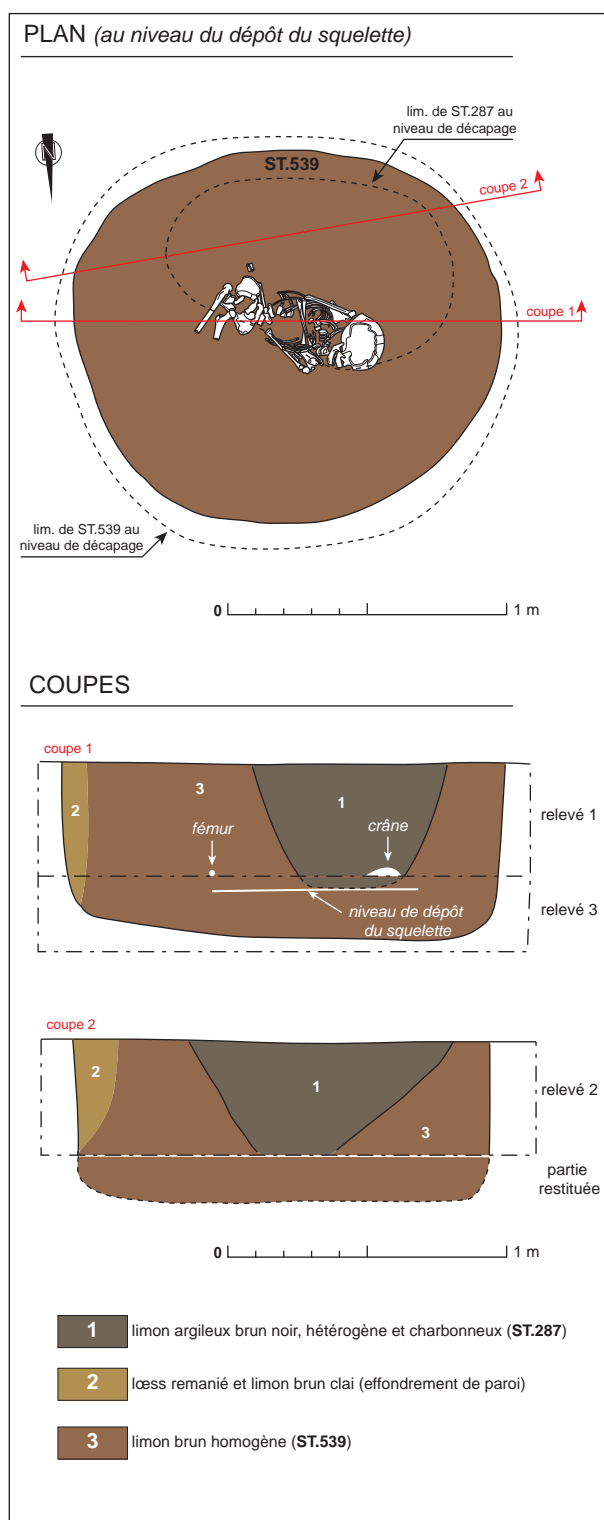 PLAN (au niveau du dépôt du squelette)
lim. de ST.287 au
niveau de décapage
N
ST.539
coupe 2
coupe 1
lim. de ST.539 au
niveau de décapage
0 1 m
COUPES
coupe 1
2
3
1
relevé 1
fémur
crâne
niveau de dépôt
du squelette
relevé 3
coupe 2
2
1
3
relevé 2
partie
restituée
0 1 m
1 limon argileux brun noir, hétérogène et charbonneux (ST.287)
2 lœss remanié et limon brun clai (effondrement de paroi)
3 limon brun homogène (ST.539)